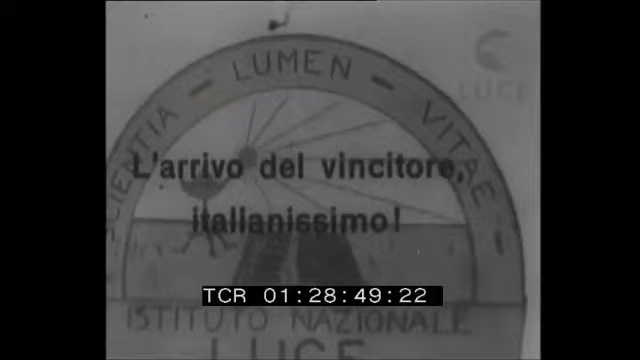 SCIENTIA — LUMEN — VITAE —
LUCE
L'arrivo del vincitore,
italianissimo!
TCR 01:28:49:22
ISTITUTO NAZIONALE
LUCE